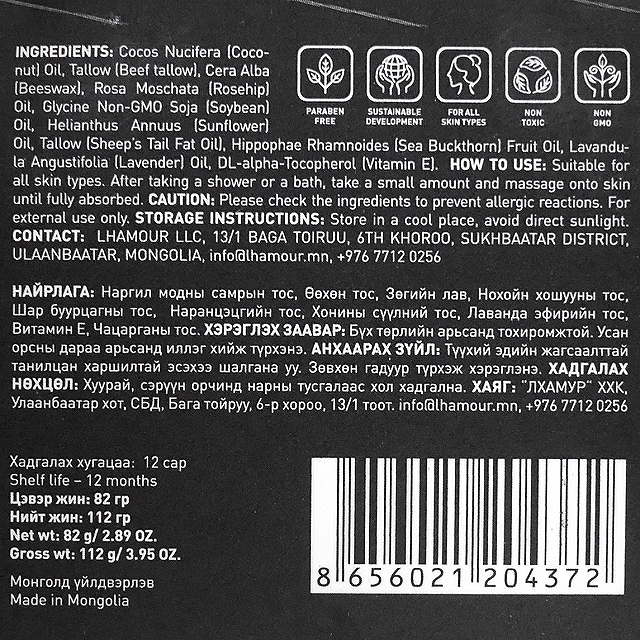 INGREDIENTS: Cocos Nucifera (Coco-
nut) Oil, Tallow (Beef tallow), Cera Alba
(Beeswax), Rosa Moschata (Rosehip)
Oil, Glycine Non-GMO Soja (Soybean)
Oil, Helianthus Annuus (Sunflower)
Oil, Tallow (Sheep's Tail Fat Oil), Hippophae Rhamnoides (Sea Buckthorn) Fruit Oil, Lavandu-
la Angustifolia (Lavender) Oil, DL-alpha-Tocopherol (Vitamin E). HOW TO USE: Suitable for
all skin types. After taking a shower or a bath, take a small amount and massage onto skin
until fully absorbed. CAUTION: Please check the ingredients to prevent allergic reactions. For
external use only. STORAGE INSTRUCTIONS: Store in a cool place, avoid direct sunlight.
CONTACT: LHAMOUR LLC, 13/1 BAGA TOIRUU, 6TH KHOROO, SUKHBAATAR DISTRICT,
ULAANBAATAR, MONGOLIA, info@lhamour.mn, +976 7712 0256
PARABEN
FREE
SUSTAINABLE
DEVELOPMENT
FOR ALL
SKIN TYPES
NON
TOXIC
NON
GMO
НАЙРЛАГА: Наргил модны самрын тос, Өөхөн тос, Зөгийн лав, Нохойн хошууны тос,
Шар буурцагны тос, Наранцэцгийн тос, Хонины сүүлний тос, Лаванда эфирийн тос,
Витамин Е, Чацарганы тос. ХЭРЭГЛЭХ ЗААВАР: Бүх төрлийн арьсанд тохиромжтой. Усан
орсны дараа арьсанд иллэг хийж түрхэнэ. АНХААРАХ ЗҮЙЛ: Түүхий эдийн жагсаалттай
танилцан харшилтай эсэхээ шалгана уу. Зөвхөн гадуур түрхэж хэрэглэнэ. ХАДГАЛАХ
НӨХЦӨЛ: Хуурай, сэрүүн орчинд нарны тусгалаас хол хадгална. ХАЯГ: "ЛХАМУР" ХХК,
Улаанбаатар хот, СБД, Бага тойруу, 6-р хороо, 13/1 тоот. info@lhamour.mn, +976 7712 0256
Хадгалах хугацаа: 12 сар
Shelf life – 12 months
Цэвэр жин: 82 гр
Нийт жин: 112 гр
Net wt: 82 g/ 2.89 OZ.
Gross wt: 112 g/ 3.95 OZ.
Монголд үйлдвэрлэв
Made in Mongolia
8 656021 204372